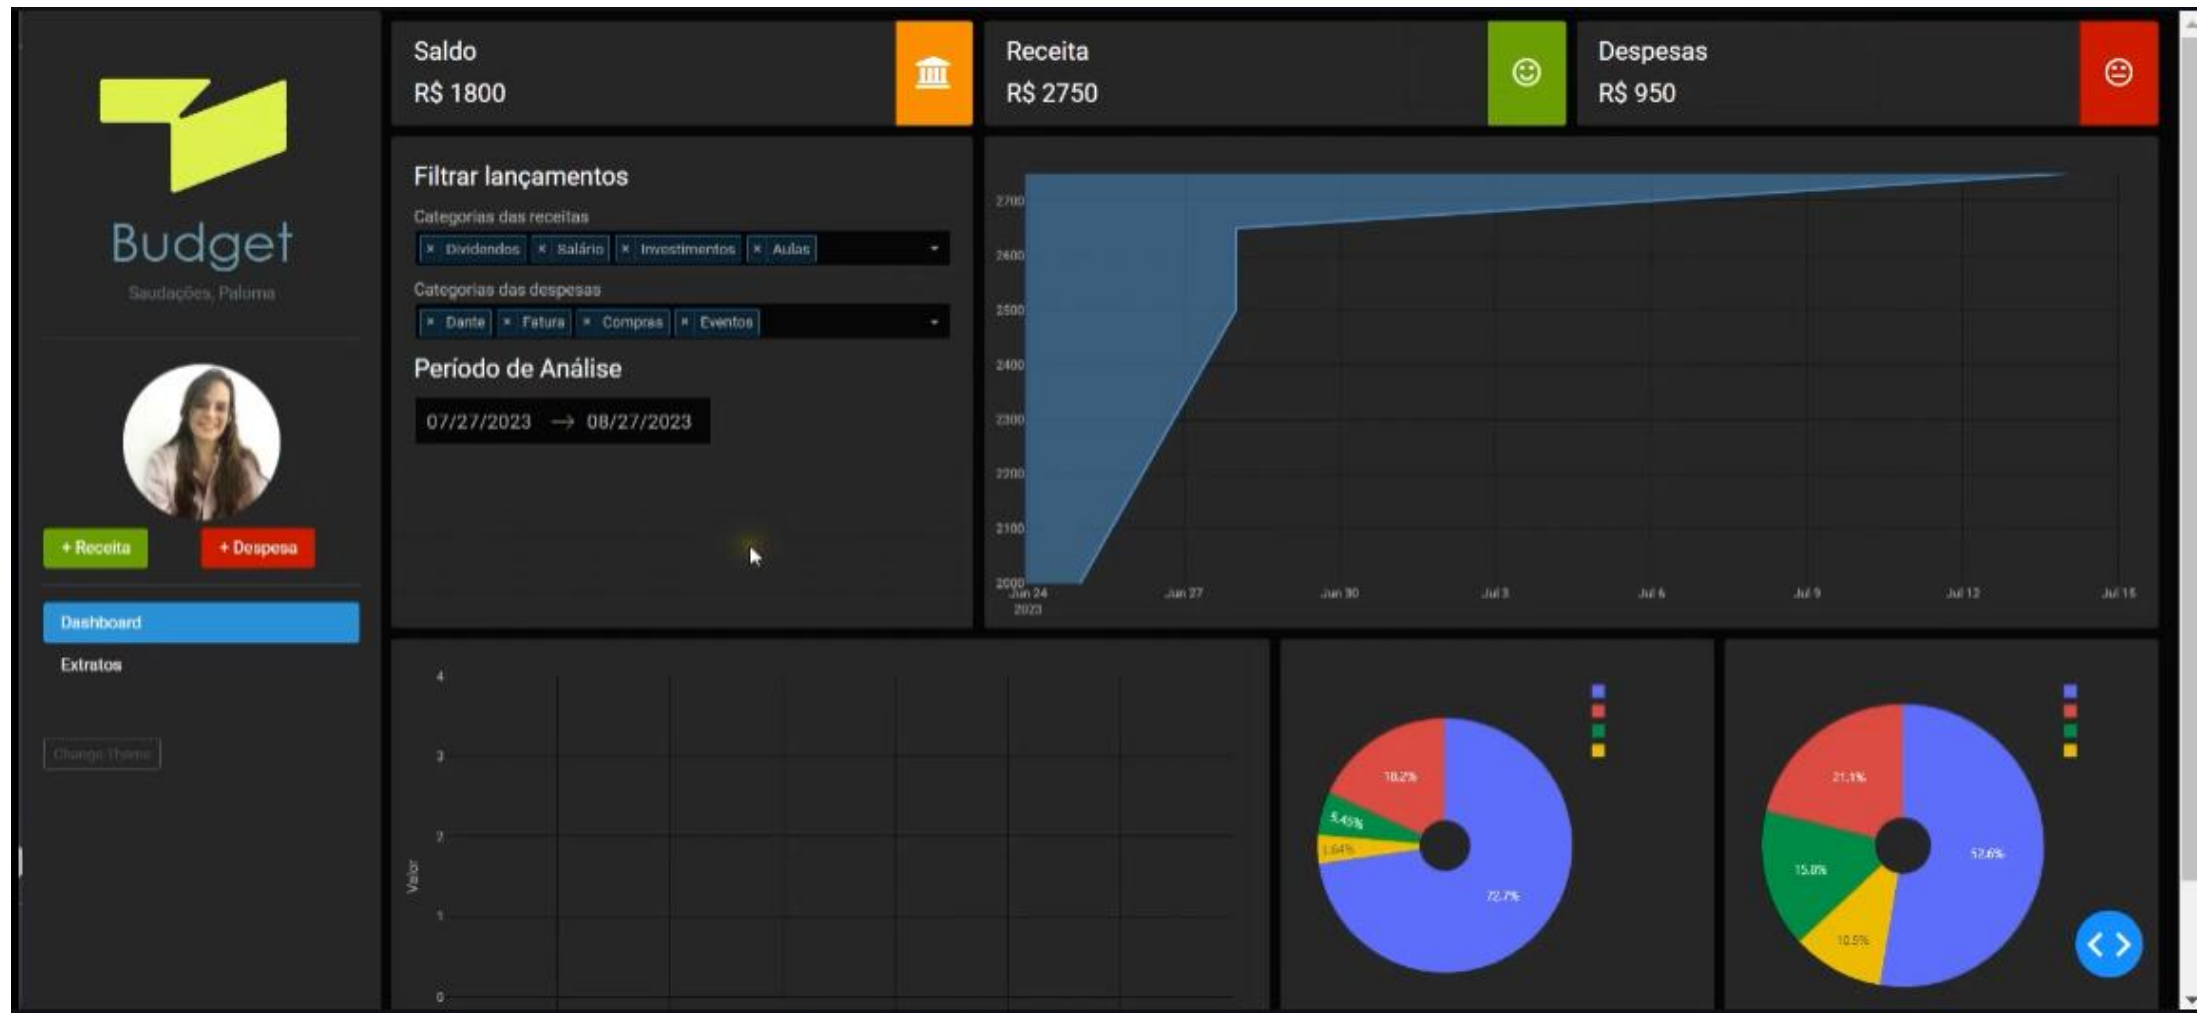 Budget
Saudações, Paloma
+ Receita
+ Despesa
Dashboard
Extratos
Change Theme
Saldo
R$ 1800
Receita
R$ 2750
Despesas
R$ 950
Filtrar lançamentos
Categorias das receitas
× Dividendos × Salário × Investimentos × Aulas
Categorias das despesas
× Dante × Fatura × Compras × Eventos
Período de Análise
07/27/2023 → 08/27/2023
2700
2600
2500
2400
2300
2200
2100
2000
Jun 24 Jun 27 Jun 30 Jul 3 Jul 6 Jul 9 Jul 12 Jul 15
2023
4
3
2
1
0
Valor
18.2%
5.45%
72.7%
21.1%
52.6%
15.8%
10.5%